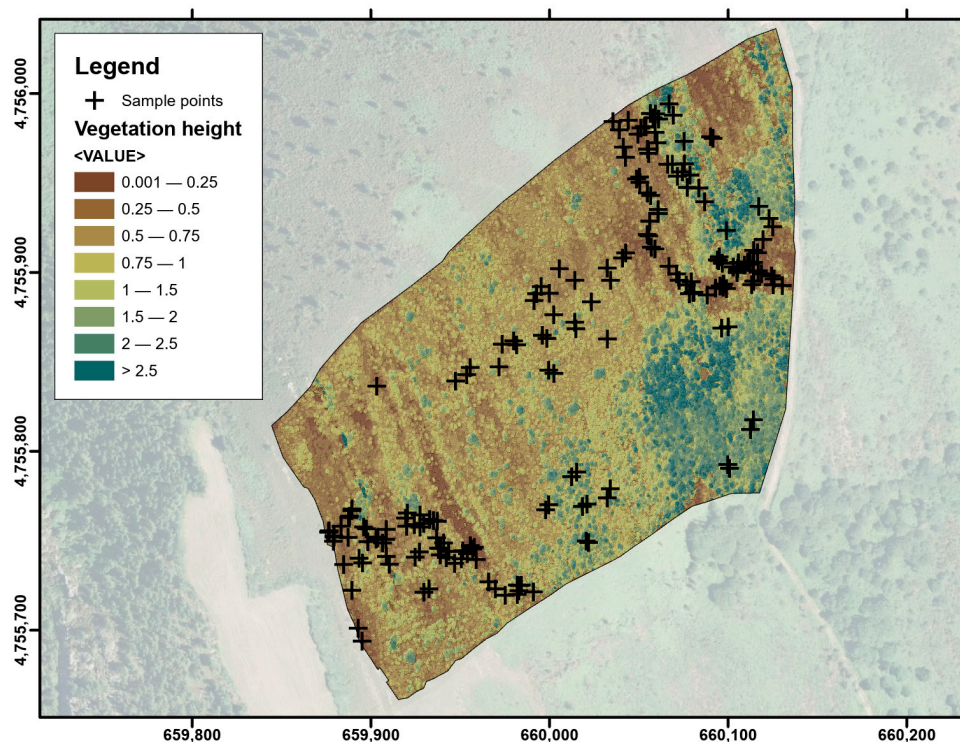 Legend
Sample points
Vegetation height
<VALUE>
0.001 — 0.25
0.25 — 0.5
0.5 — 0.75
0.75 — 1
1 — 1.5
1.5 — 2
2 — 2.5
> 2.5
4,756,000
4,755,900
4,755,800
4,755,700
659,800
659,900
660,000
660,100
660,200